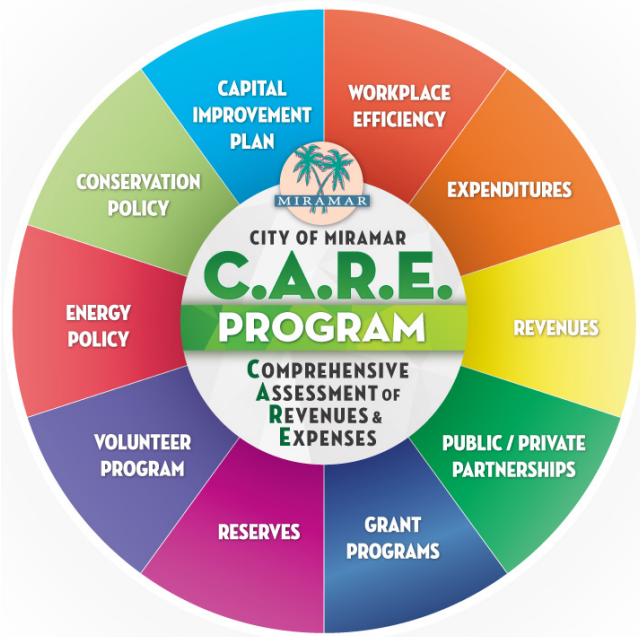 CAPITAL
IMPROVEMENT
PLAN
WORKPLACE
EFFICIENCY
EXPENDITURES
REVENUES
PUBLIC / PRIVATE
PARTNERSHIPS
GRANT
PROGRAMS
RESERVES
VOLUNTEER
PROGRAM
ENERGY
POLICY
CONSERVATION
POLICY
MIRAMAR
CITY OF MIRAMAR
C.A.R.E.
PROGRAM
COMPREHENSIVE
ASSESSMENT OF
REVENUES &
EXPENSES